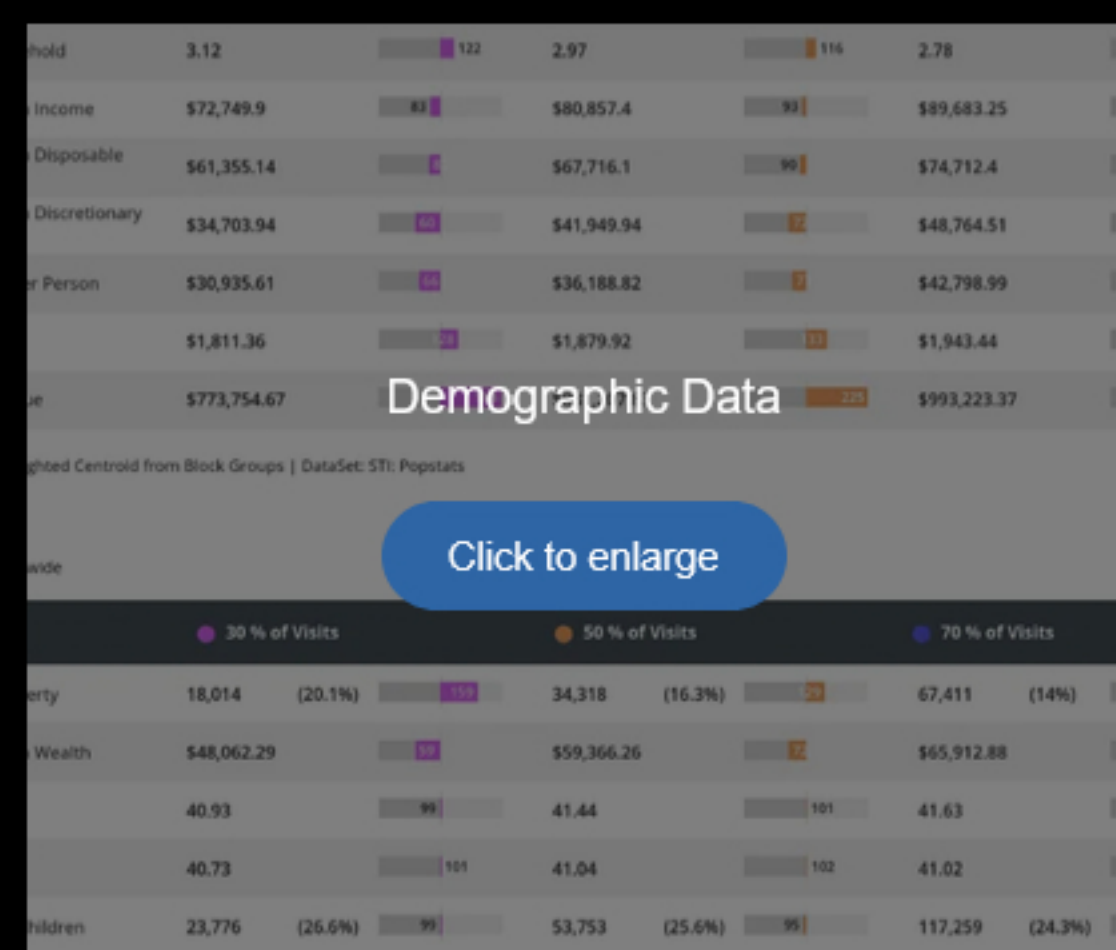 3.12 122 2.97 116 2.78
Income $72,749.9 83 $80,857.4 93 $89,683.25
Disposable
$61,355.14 $67,716.1 90 $74,712.4
Discretionary
$34,703.94 60 $41,949.94 $48,764.51
Person $30,935.61 66 $36,188.82 $42,798.99
$1,811.36 $1,879.92 $1,943.44
$773,754.67 225 $993,223.37
Demographic Data
Centroid from Block Groups | DataSet: STI: Popstats
Click to enlarge
wide
30 % of Visits 50 % of Visits 70 % of Visits
18,014 (20.1%) 159 34,318 (16.3%) 67,411 (14%)
Wealth $48,062.29 59 $59,366.26 $65,912.88
40.93 99 41.44 101 41.63
40.73 101 41.04 102 41.02
23,776 (26.6%) 99 53,753 (25.6%) 95 117,259 (24.3%)